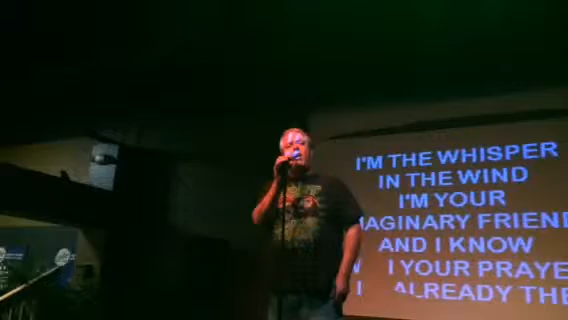 I'M THE WHISPER
IN THE WIND
I'M YOUR
AGINARY FRIEND
AND I KNOW
I YOUR PRAYE
I ALREADY THE